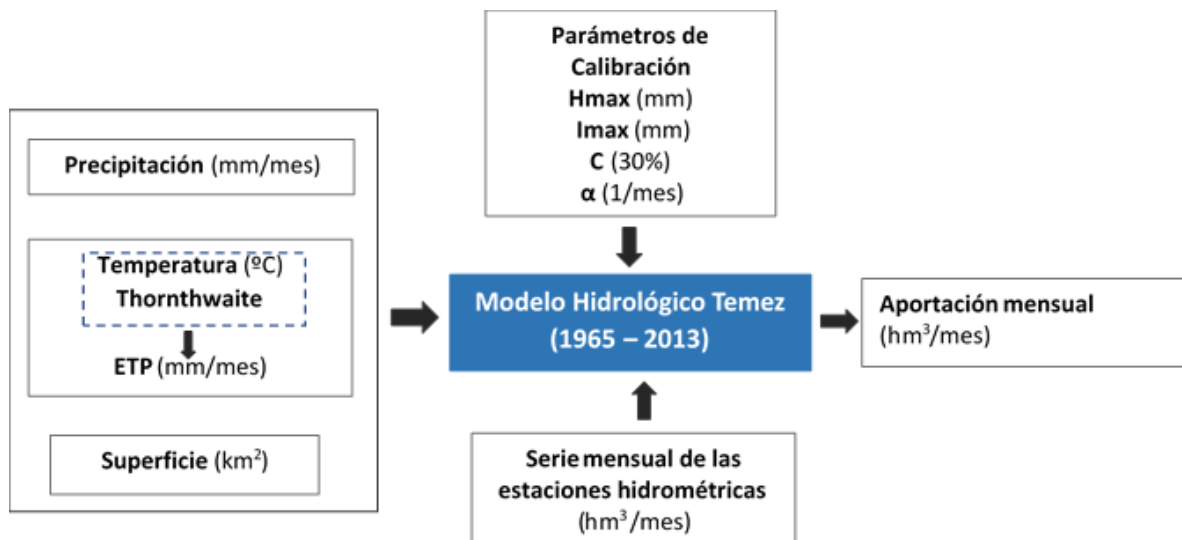 Precipitación (mm/mes)
Temperatura (ºC)
Thornthwaite
ETP (mm/mes)
Superficie (km²)
Parámetros de
Calibración
Hmax (mm)
Imax (mm)
C (30%)
α (1/mes)
Modelo Hidrológico Temez
(1965 – 2013)
Serie mensual de las
estaciones hidrométricas
(hm³/mes)
Aportación mensual
(hm³/mes)